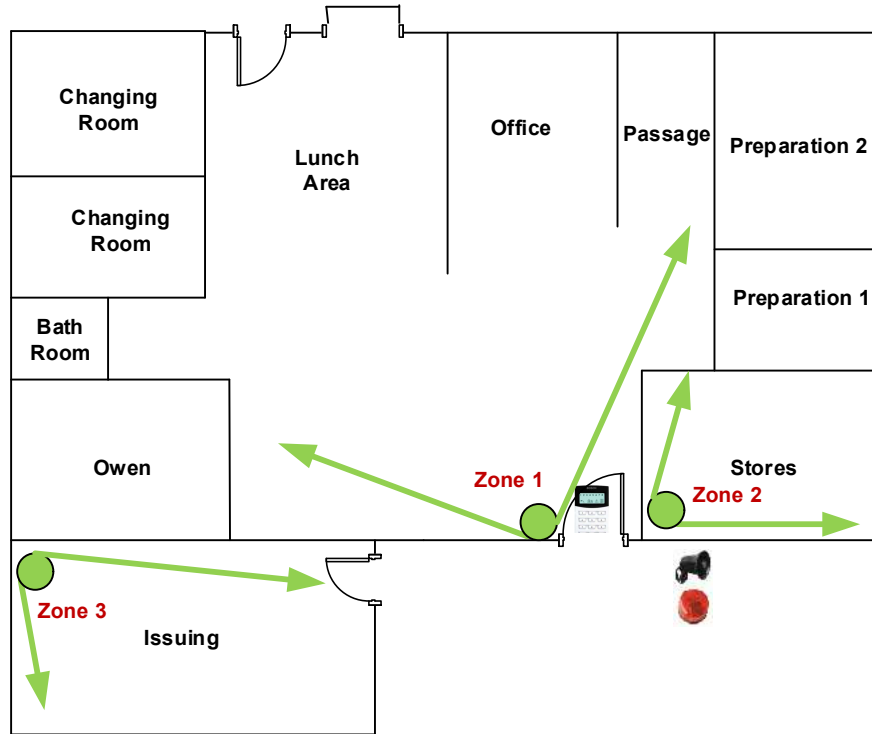 Changing
Room
Lunch
Area
Office
Passage
Preparation 2
Changing
Room
Preparation 1
Bath
Room
Owen
Zone 1
Stores
Zone 2
Zone 3
Issuing